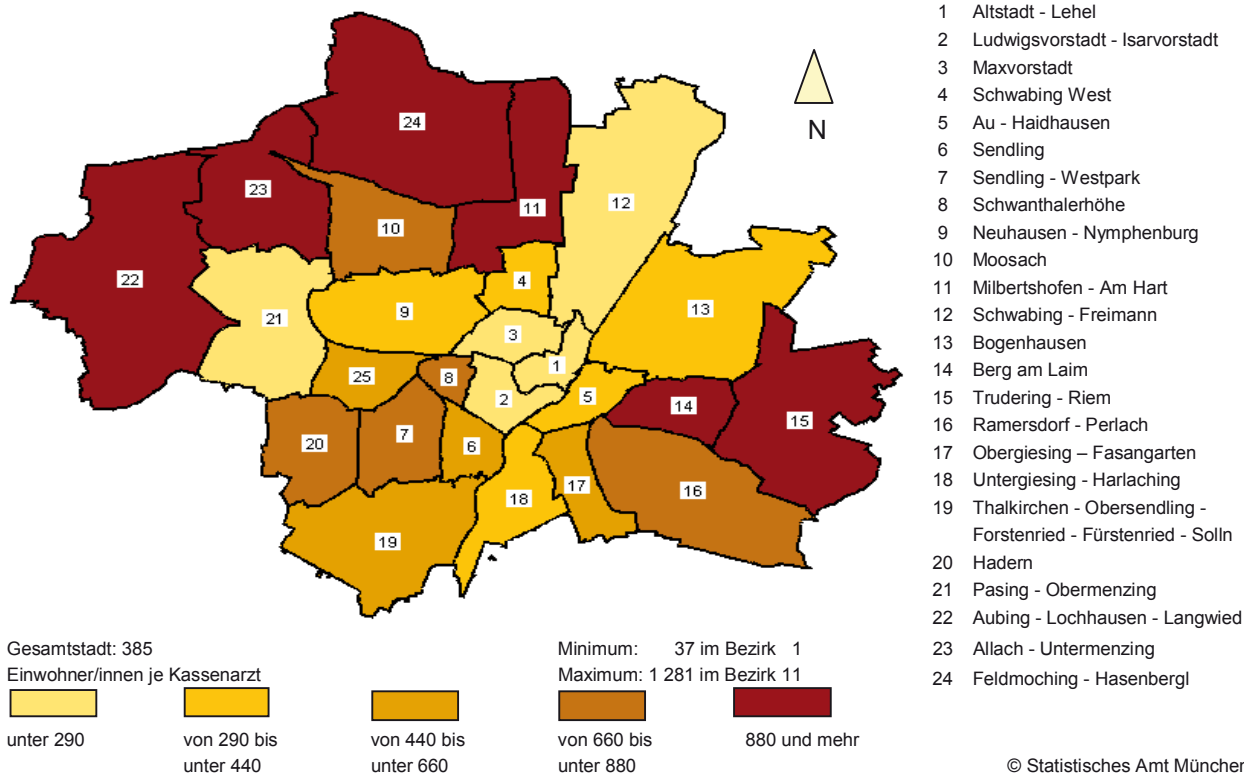 1 Altstadt - Lehel
2 Ludwigsvorstadt - Isarvorstadt
3 Maxvorstadt
4 Schwabing West
5 Au - Haidhausen
6 Sendling
7 Sendling - Westpark
8 Schwanthalerhöhe
9 Neuhausen - Nymphenburg
10 Moosach
11 Milbertshofen - Am Hart
12 Schwabing - Freimann
13 Bogenhausen
14 Berg am Laim
15 Trudering - Riem
16 Ramersdorf - Perlach
17 Obergiesing – Fasangarten
18 Untergiesing - Harlaching
19 Thalkirchen - Obersendling -
Forstenried - Fürstenried - Solln
20 Hadern
21 Pasing - Obermenzing
22 Aubing - Lochhausen - Langwied
23 Allach - Untermenzing
24 Feldmoching - Hasenbergl
N
24
23
11
12
10
22
4
13
21
9
3
1
25
8
2
5
14
15
20
7
6
17
16
18
19
Gesamtstadt: 385
Einwohner/innen je Kassenarzt
Minimum: 37 im Bezirk 1
Maximum: 1 281 im Bezirk 11
unter 290
von 290 bis
unter 440
von 440 bis
unter 660
von 660 bis
unter 880
880 und mehr
© Statistisches Amt München